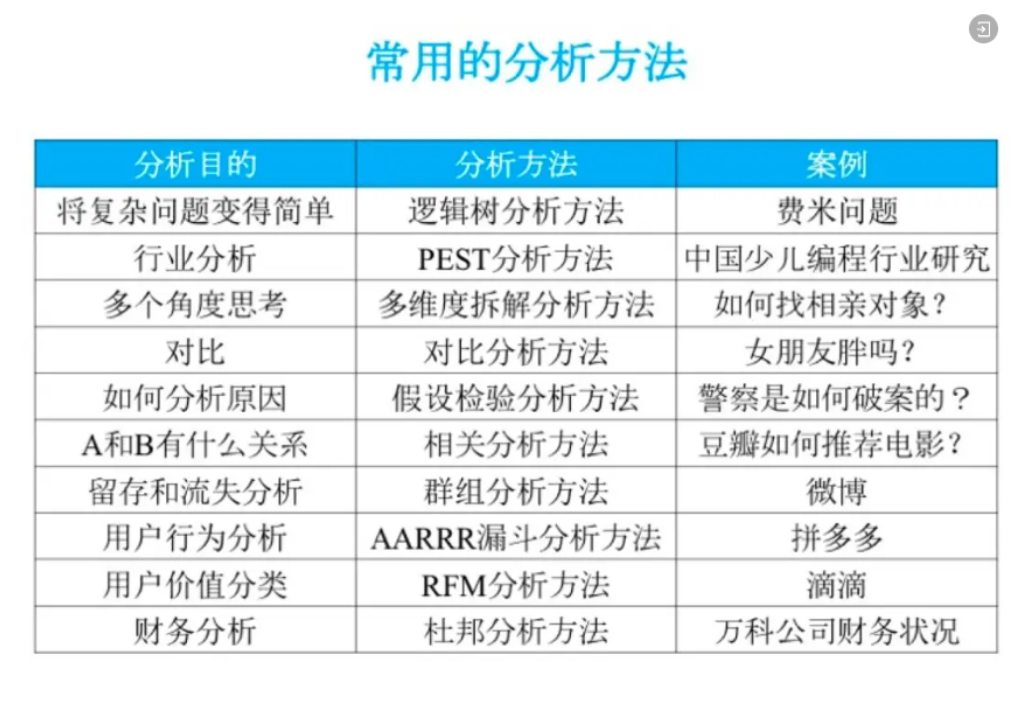 常用的分析方法
分析目的 分析方法 案例
将复杂问题变得简单 逻辑树分析方法 费米问题
行业分析 PEST分析方法 中国少儿编程行业研究
多个角度思考 多维度拆解分析方法 如何找相亲对象?
对比 对比分析方法 女朋友胖吗?
如何分析原因 假设检验分析方法 警察是如何破案的？
A和B有什么关系 相关分析方法 豆瓣如何推荐电影?
留存和流失分析 群组分析方法 微博
用户行为分析 AARRR漏斗分析方法 拼多多
用户价值分类 RFM分析方法 滴滴
财务分析 杜邦分析方法 万科公司财务状况